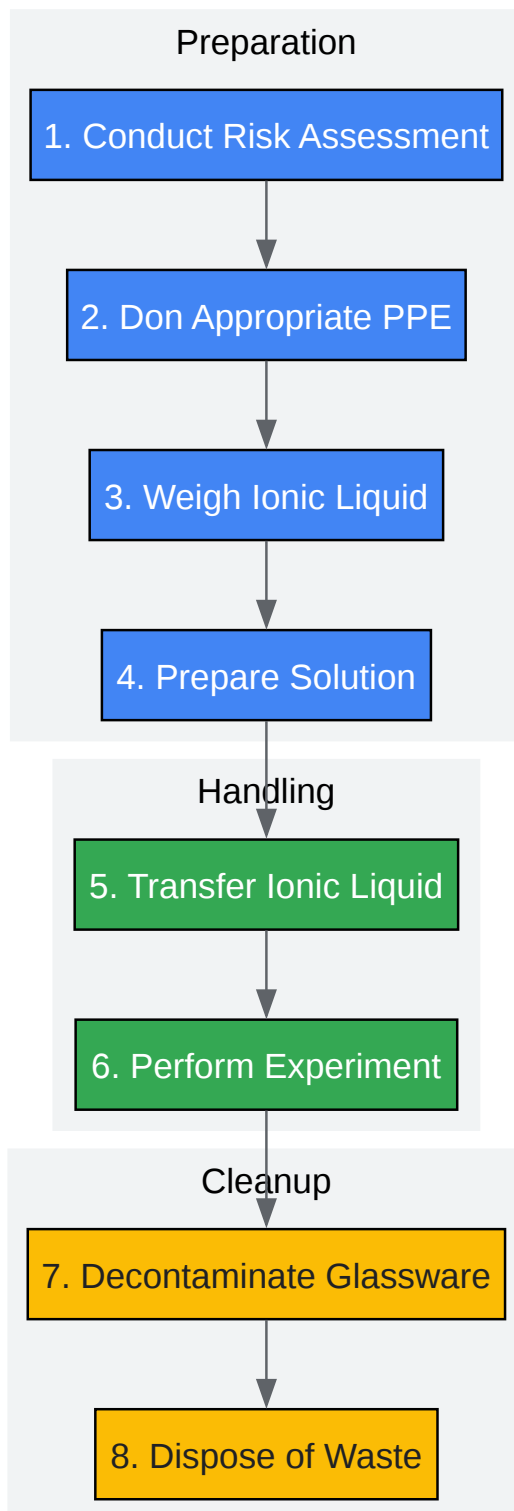 Preparation
1. Conduct Risk Assessment
2. Don Appropriate PPE
3. Weigh Ionic Liquid
4. Prepare Solution
Handling
5. Transfer Ionic Liquid
6. Perform Experiment
Cleanup
7. Decontaminate Glassware
8. Dispose of Waste